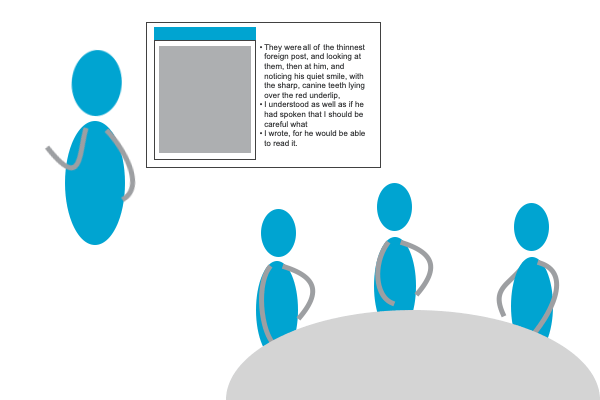 • They were all of the thinnest
foreign post, and looking at
them, then at him, and
noticing his quiet smile, with
the sharp, canine teeth lying
over the red underlip,
• I understood as well as if he
had spoken that I should be
careful what
• I wrote, for he would be able
to read it.